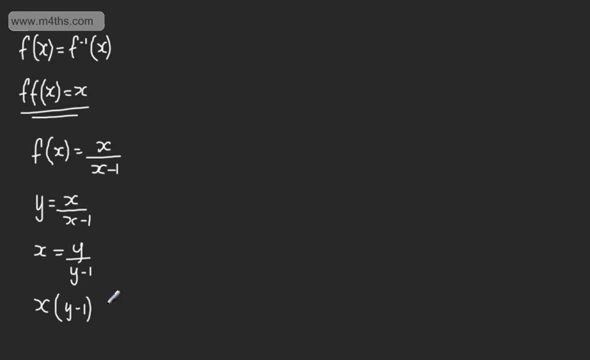 www.m4ths.com
f(x)=f⁻¹(x)
ff(x)=x
f(x)=x/(x-1)
y=x/(x-1)
x=y/(y-1)
x(y-1)